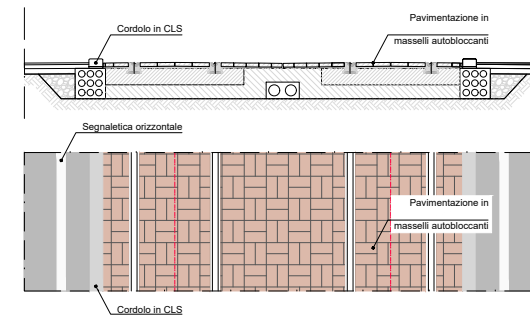 Cordolo in CLS
Pavimentazione in
masselli autobloccanti
Segnaletica orizzontale
Pavimentazione in
masselli autobloccanti
Cordolo in CLS